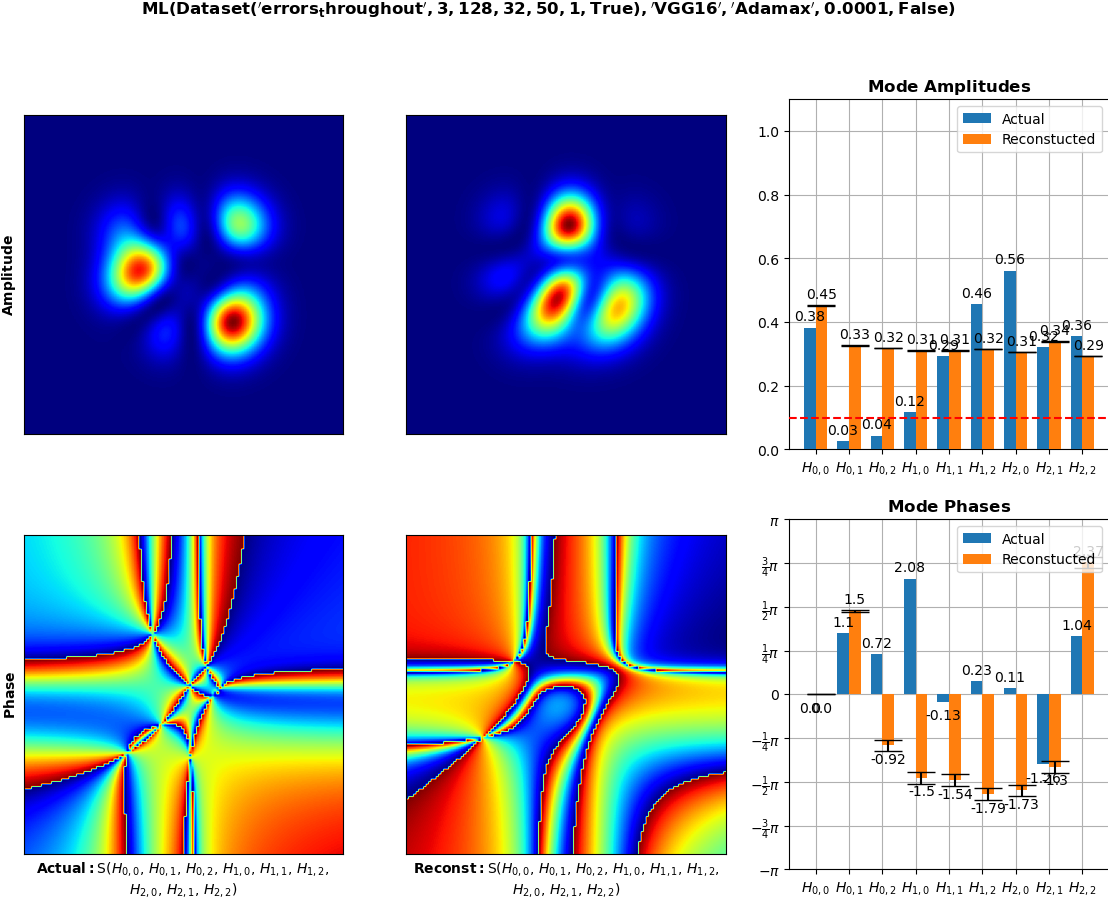 ML(Dataset('errors_throughout', 3, 128, 32, 50, 1, True), 'VGG16', 'Adamax', 0.0001, False)
Amplitude
Mode Amplitudes
Actual
Reconstucted
1.0
0.8
0.6
0.4
0.2
0.0
0.38
0.45
0.03
0.33
0.04
0.32
0.12
0.31
0.29
0.31
0.46
0.32
0.56
0.31
0.32
0.34
0.36
0.29
H0,0 H0,1 H0,2 H1,0 H1,1 H1,2 H2,0 H2,1 H2,2
Phase
Actual: S(H0,0, H0,1, H0,2, H1,0, H1,1, H1,2,
H2,0, H2,1, H2,2)
Reconst: S(H0,0, H0,1, H0,2, H1,0, H1,1, H1,2,
H2,0, H2,1, H2,2)
Mode Phases
Actual
Reconstucted
π
3/4π
1/2π
1/4π
0
−1/4π
−1/2π
−3/4π
−π
0.0
0.0
1.1
1.5
0.72
-0.92
2.08
-1.5
-0.13
-1.54
0.23
-1.79
0.11
-1.73
-1.26
-1.3
1.04
2.37
H0,0 H0,1 H0,2 H1,0 H1,1 H1,2 H2,0 H2,1 H2,2